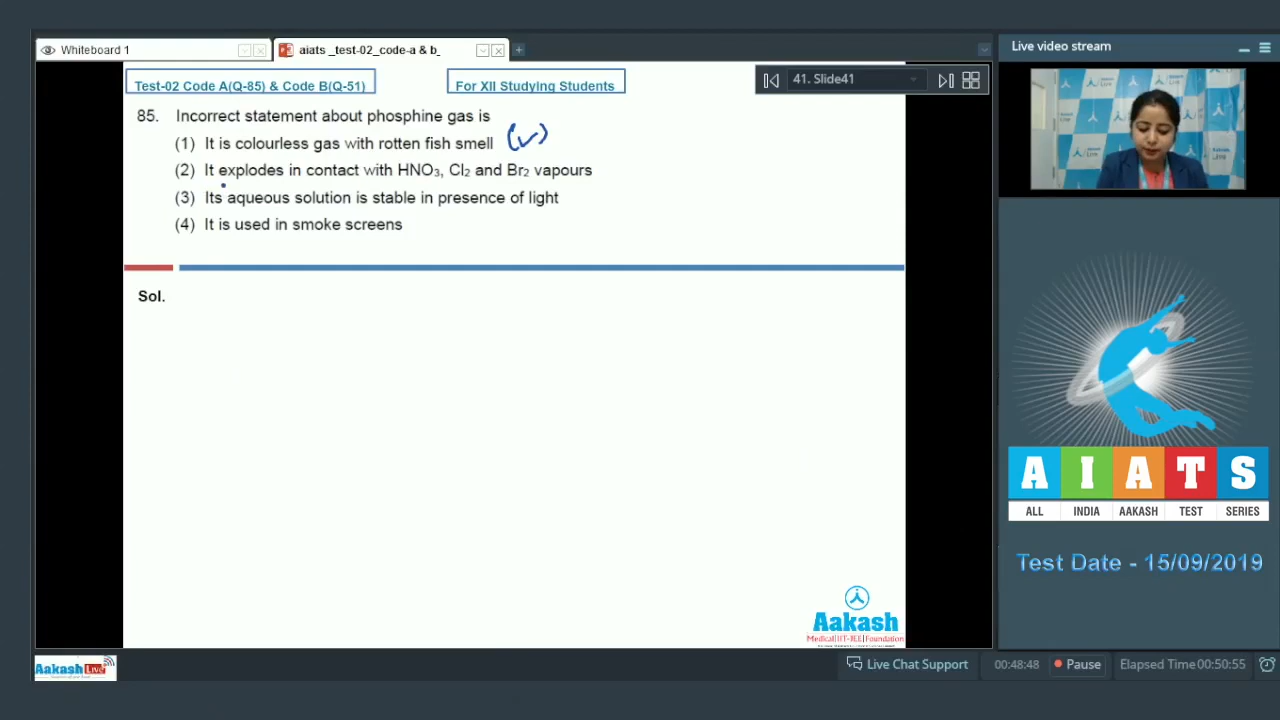 Whiteboard 1
aiats _test-02_code-a & b_
Live video stream
Test-02 Code A(Q-85) & Code B(Q-51)
For XII Studying Students
41. Slide41
85. Incorrect statement about phosphine gas is
(1) It is colourless gas with rotten fish smell (✓)
(2) It explodes in contact with HNO₃, Cl₂ and Br₂ vapours
(3) Its aqueous solution is stable in presence of light
(4) It is used in smoke screens
Sol.
A I A T S
ALL INDIA AAKASH TEST SERIES
Test Date - 15/09/2019
Aakash
Medical|IIT-JEE|Foundation
Aakash Live
Live Chat Support
00:48:48
Pause
Elapsed Time 00:50:55